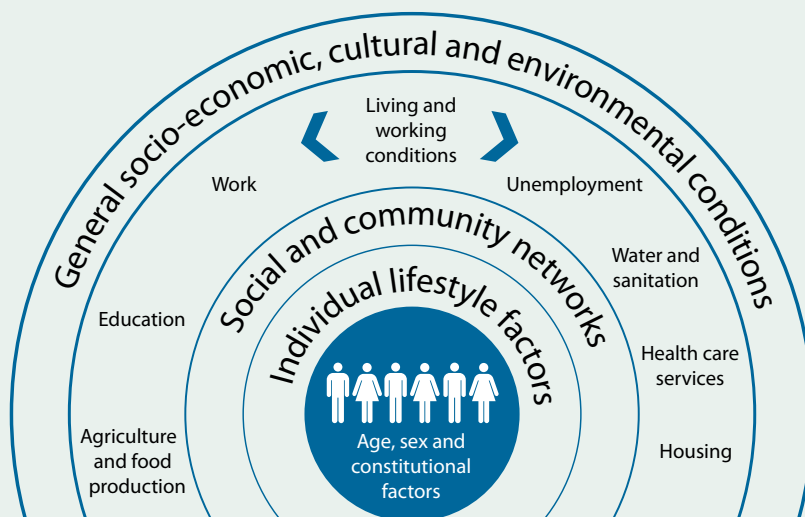 General socio-economic, cultural and environmental conditions
Living and
working
conditions
Work
Unemployment
Social and community networks
Water and
sanitation
Individual lifestyle factors
Education
Health care
services
Agriculture
and food
production
Housing
Age, sex and
constitutional
factors